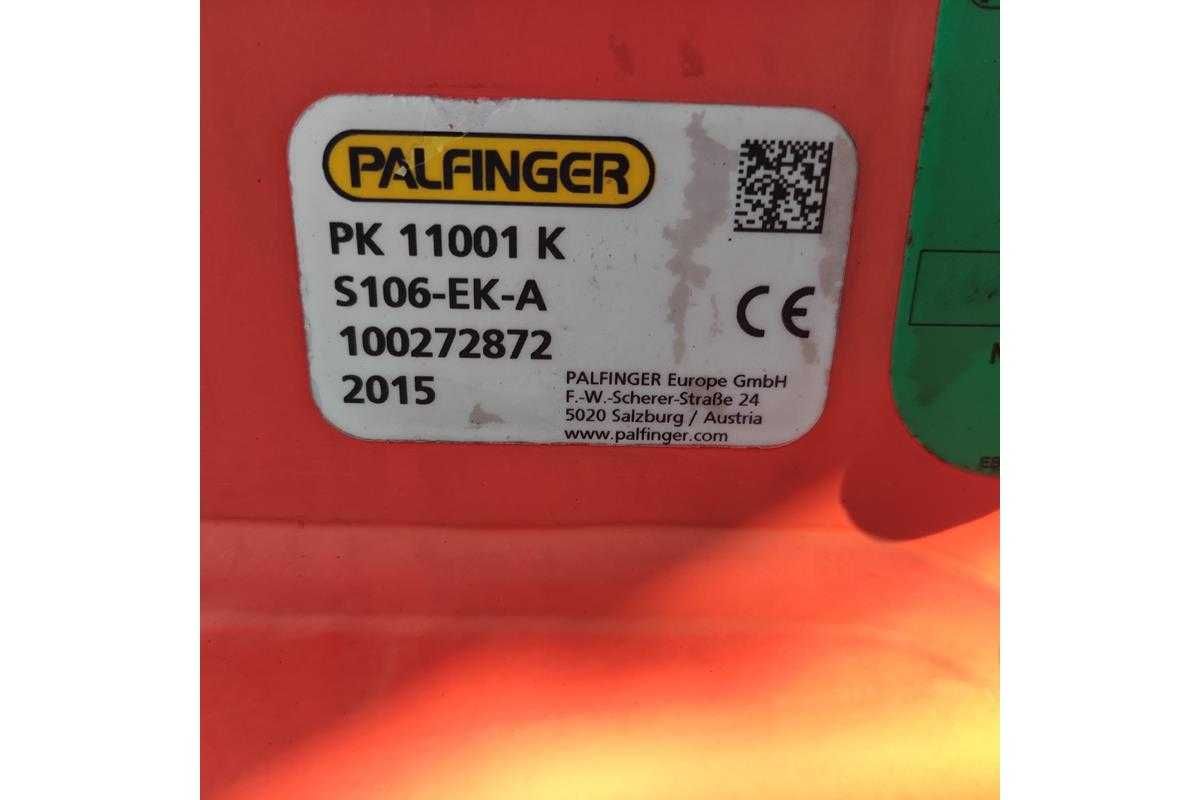 PALFINGER
PK 11001 K
S106-EK-A
100272872
2015
CE
PALFINGER Europe GmbH
F.-W.-Scherer-Straße 24
5020 Salzburg / Austria
www.palfinger.com